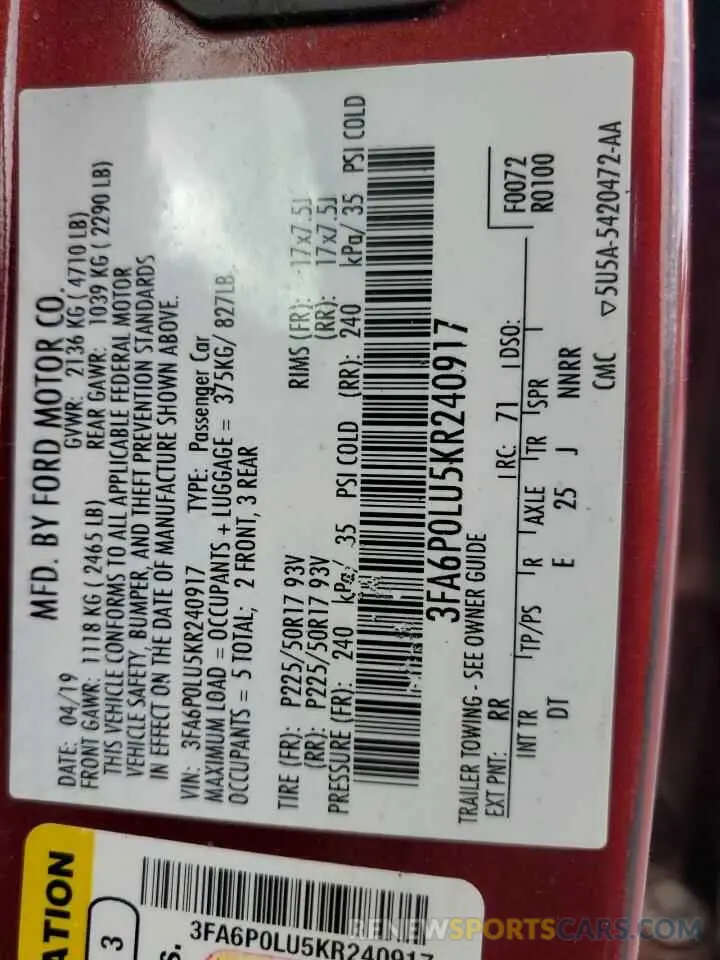 MFD. BY FORD MOTOR CO.
DATE: 04/19 GVWR: 2136 KG ( 4710 LB)
FRONT GAWR: 1118 KG ( 2465 LB) REAR GAWR: 1039 KG ( 2290 LB)
THIS VEHICLE CONFORMS TO ALL APPLICABLE FEDERAL MOTOR
VEHICLE SAFETY, BUMPER, AND THEFT PREVENTION STANDARDS
IN EFFECT ON THE DATE OF MANUFACTURE SHOWN ABOVE.
VIN: 3FA6P0LU5KR240917 TYPE: Passenger Car
MAXIMUM LOAD = OCCUPANTS + LUGGAGE = 375KG/ 827LB.
OCCUPANTS = 5 TOTAL; 2 FRONT, 3 REAR
TIRE (FR): P225/50R17 93V RIMS (FR): 17x7.5J
(RR): P225/50R17 93V (RR): 17x7.5J
PRESSURE (FR): 240 kPa/ 35 PSI COLD (RR): 240 kPa/ 35 PSI COLD
3FA6P0LU5KR240917
TRAILER TOWING - SEE OWNER GUIDE F0072
EXT PNT: RR RC: 71 DSO: R0100
INT TR TP/PS R AXLE TR SPR
DT E 25 J NNRR
CMC ▽5U5A-5420472-AA
ATION
3
S.
3FA6P0LU5KR240917
RENEWSPORTSCARS.COM